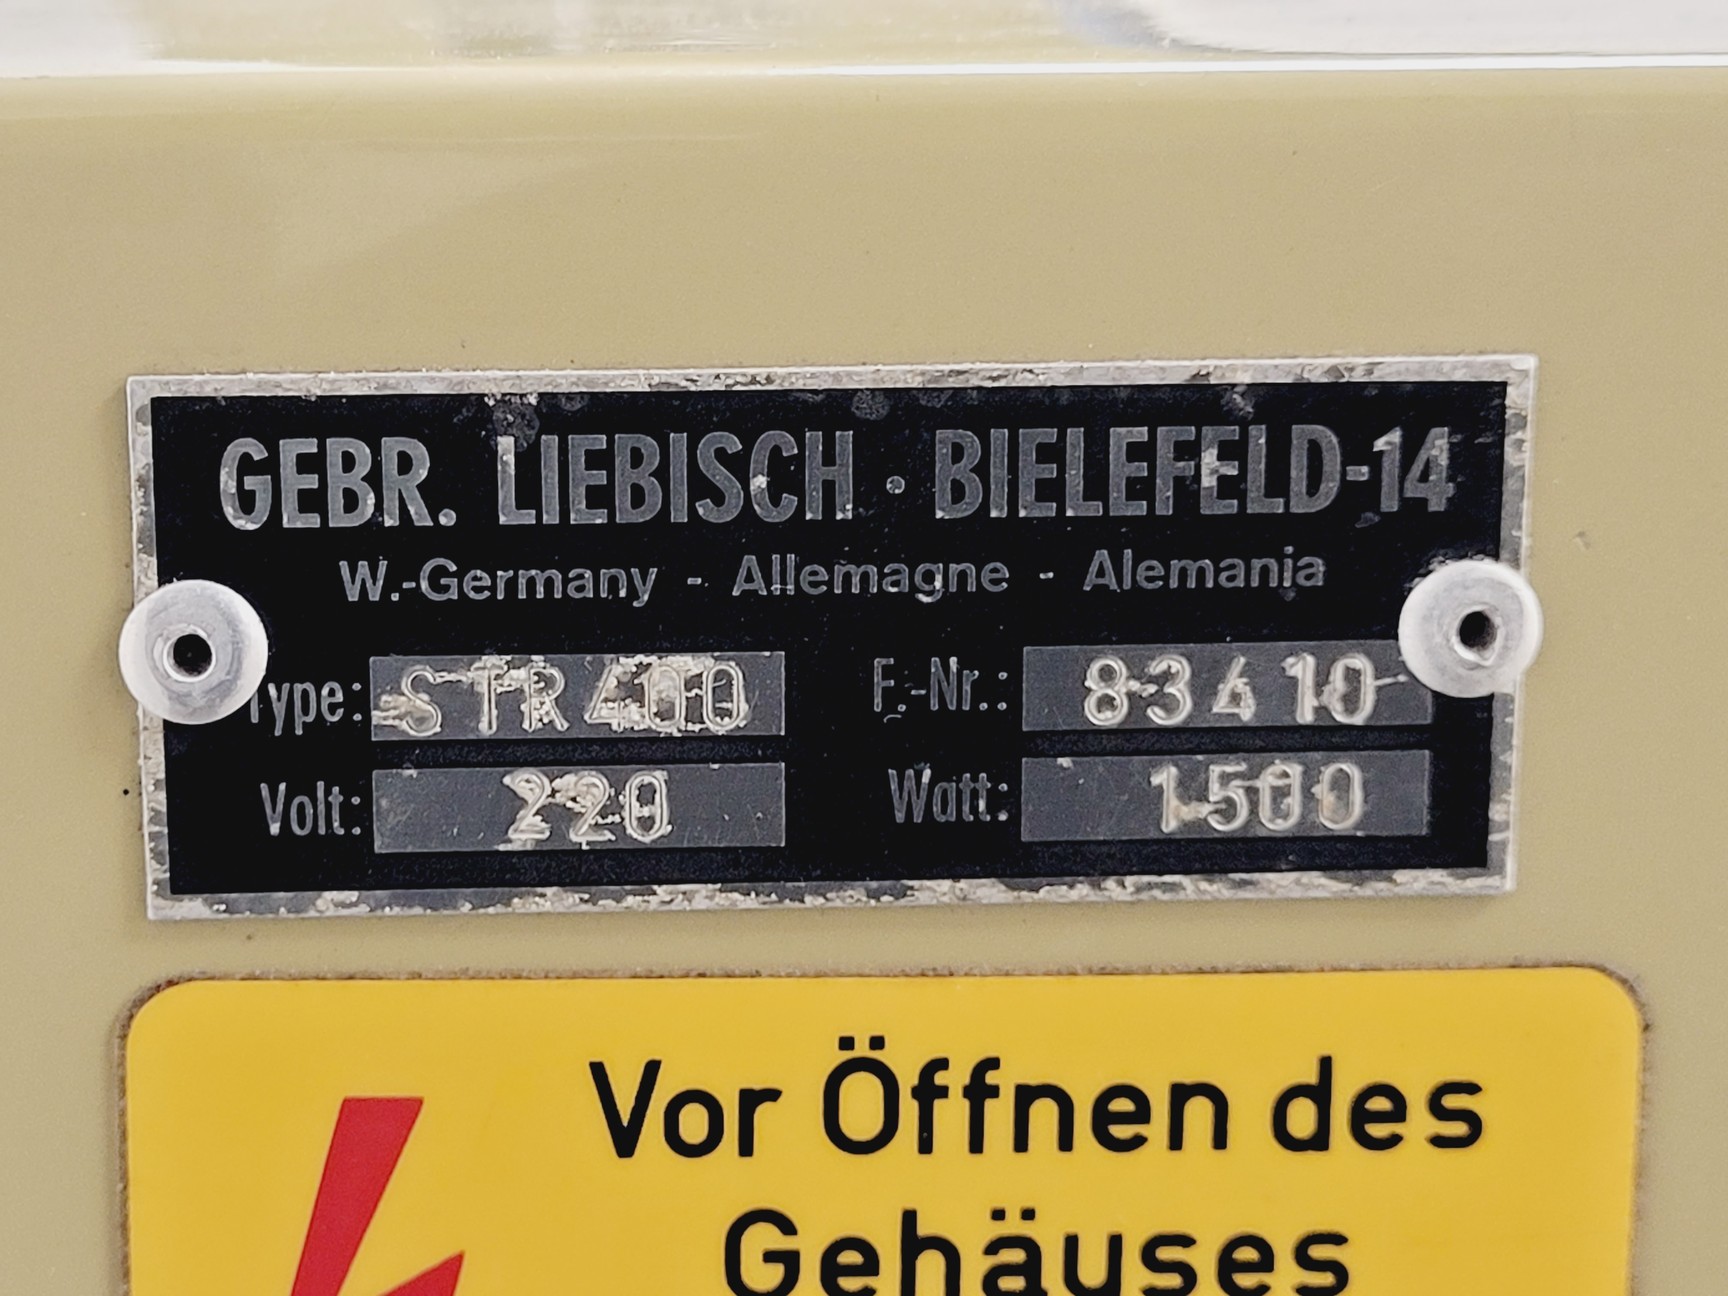 GEBR. LIEBISCH · BIELEFELD-14
W.-Germany - Allemagne - Alemania
Type: STR 400 F.-Nr.: 83410
Volt: 220 Watt: 1500
Vor Öffnen des
Gehäuses